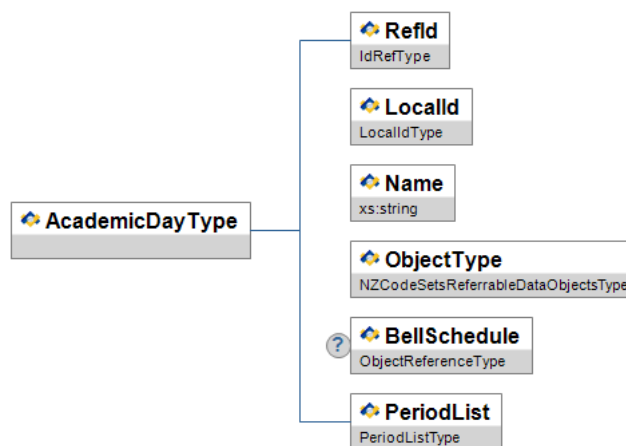 RefId
IdRefType
LocalId
LocalIdType
Name
xs:string
AcademicDayType
ObjectType
NZCodeSetsReferrableDataObjectsType
?
BellSchedule
ObjectReferenceType
PeriodList
PeriodListType